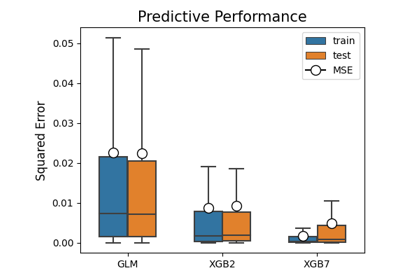 Predictive Performance
Squared Error
0.05
0.04
0.03
0.02
0.01
0.00
train
test
MSE
GLM
XGB2
XGB7